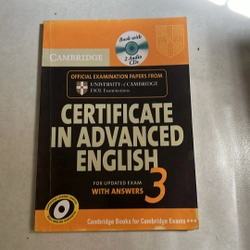 CAMBRIDGE
Book with
2 Audio
CDs
OFFICIAL EXAMINATION PAPERS FROM
UNIVERSITY of CAMBRIDGE
ESOL Examinations
CERTIFICATE
IN ADVANCED
ENGLISH 3
FOR UPDATED EXAM
WITH ANSWERS
Cambridge Books for Cambridge Exams